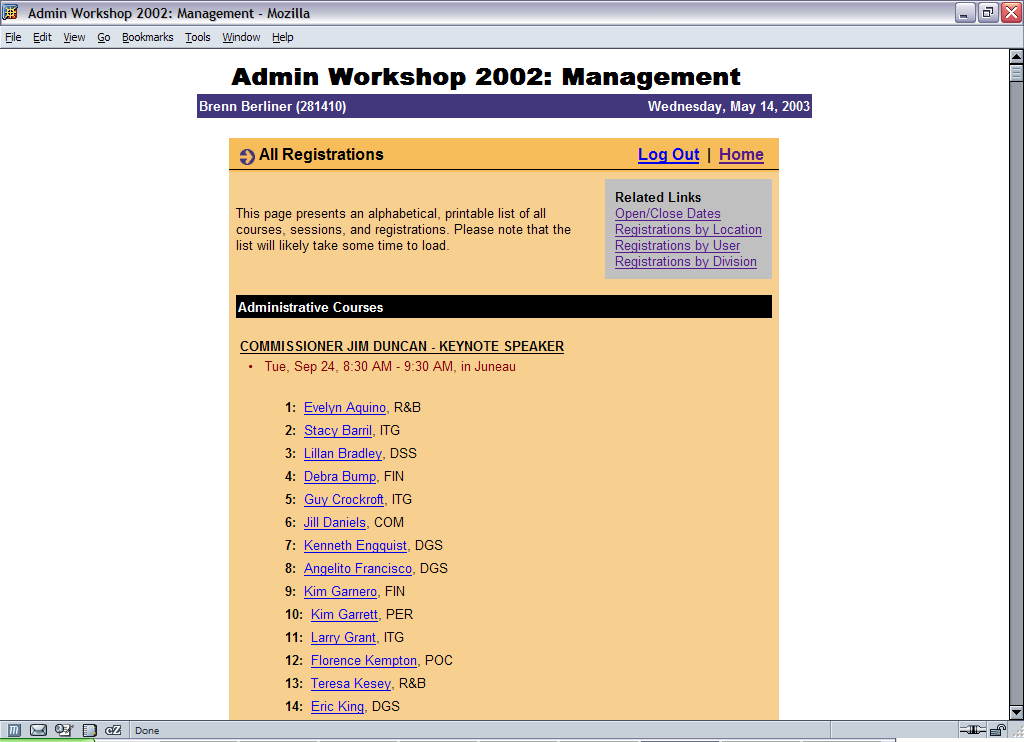 Admin Workshop 2002: Management - Mozilla
File Edit View Go Bookmarks Tools Window Help
Admin Workshop 2002: Management
Brenn Berliner (281410) Wednesday, May 14, 2003
All Registrations Log Out | Home
This page presents an alphabetical, printable list of all
courses, sessions, and registrations. Please note that the
list will likely take some time to load.
Related Links
Open/Close Dates
Registrations by Location
Registrations by User
Registrations by Division
Administrative Courses
COMMISSIONER JIM DUNCAN - KEYNOTE SPEAKER
• Tue, Sep 24, 8:30 AM - 9:30 AM, in Juneau
1: Evelyn Aquino, R&B
2: Stacy Barril, ITG
3: Lillan Bradley, DSS
4: Debra Bump, FIN
5: Guy Crockroft, ITG
6: Jill Daniels, COM
7: Kenneth Engquist, DGS
8: Angelito Francisco, DGS
9: Kim Garnero, FIN
10: Kim Garrett, PER
11: Larry Grant, ITG
12: Florence Kempton, POC
13: Teresa Kesey, R&B
14: Eric King, DGS
cZ Done